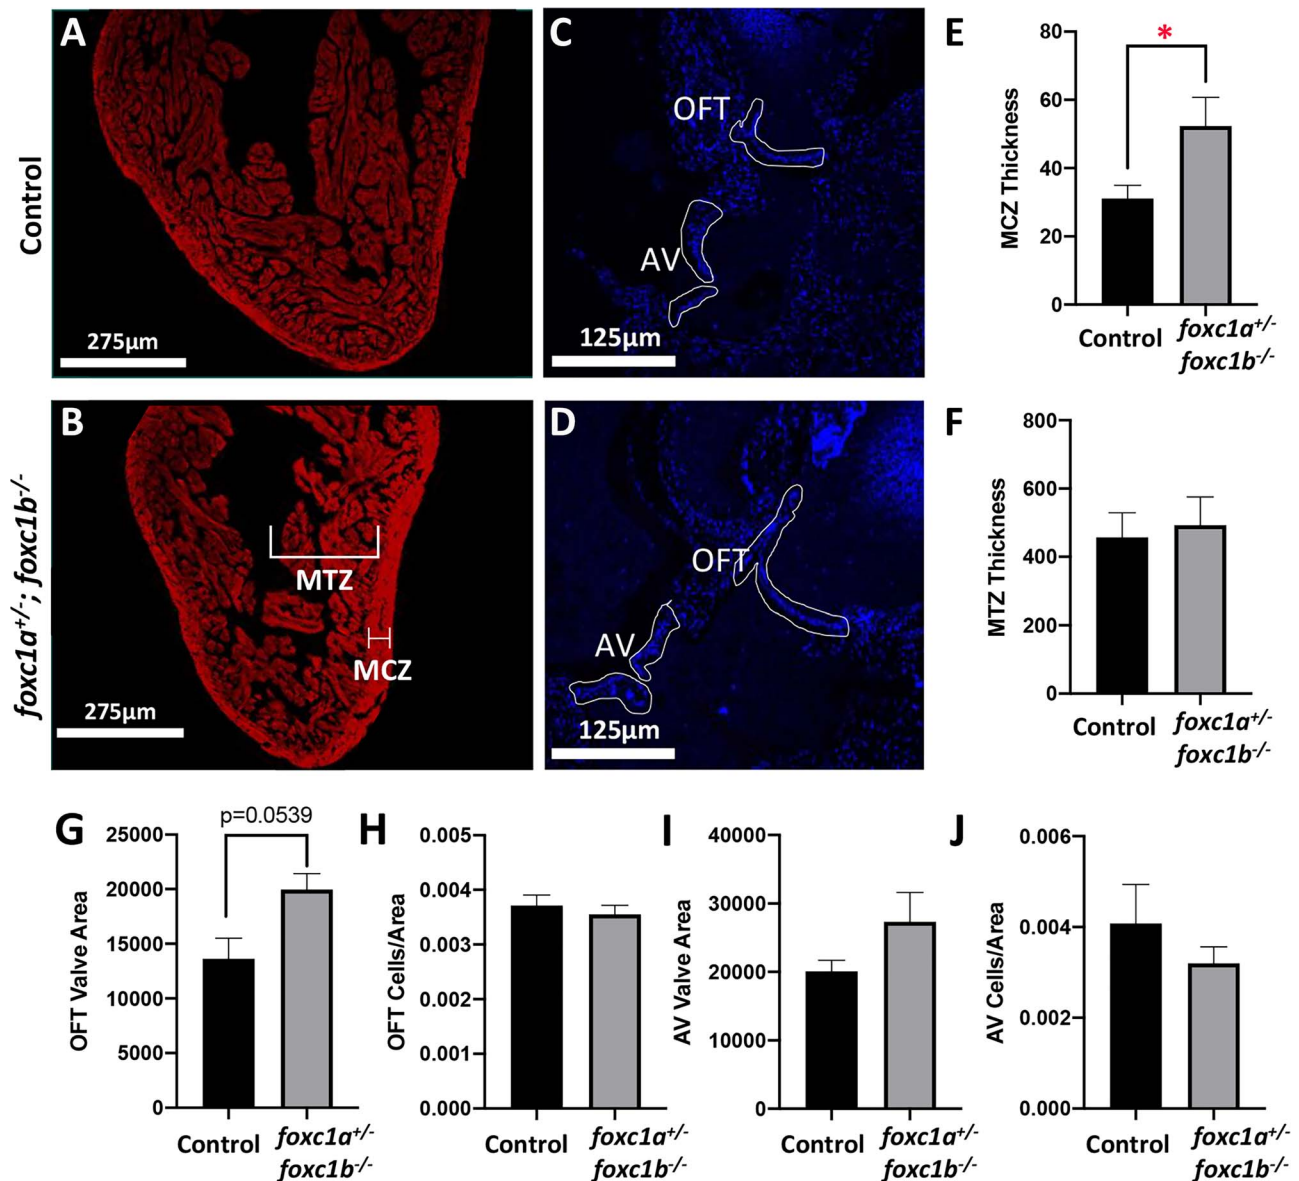 A
Control
275µm
C
OFT
AV
125µm
E
*
MCZ Thickness
80
60
40
20
0
Control
foxc1a+/-
foxc1b-/-
B
foxc1a+/-; foxc1b-/-
MTZ
MCZ
275µm
D
OFT
AV
125µm
F
MTZ Thickness
800
600
400
200
0
Control
foxc1a+/-
foxc1b-/-
G
p=0.0539
OFT Valve Area
25000
20000
15000
10000
5000
0
Control
foxc1a+/-
foxc1b-/-
H
OFT Cells/Area
0.005
0.004
0.003
0.002
0.001
0.000
Control
foxc1a+/-
foxc1b-/-
I
AV Valve Area
40000
30000
20000
10000
0
Control
foxc1a+/-
foxc1b-/-
J
AV Cells/Area
0.006
0.004
0.002
0.000
Control
foxc1a+/-
foxc1b-/-